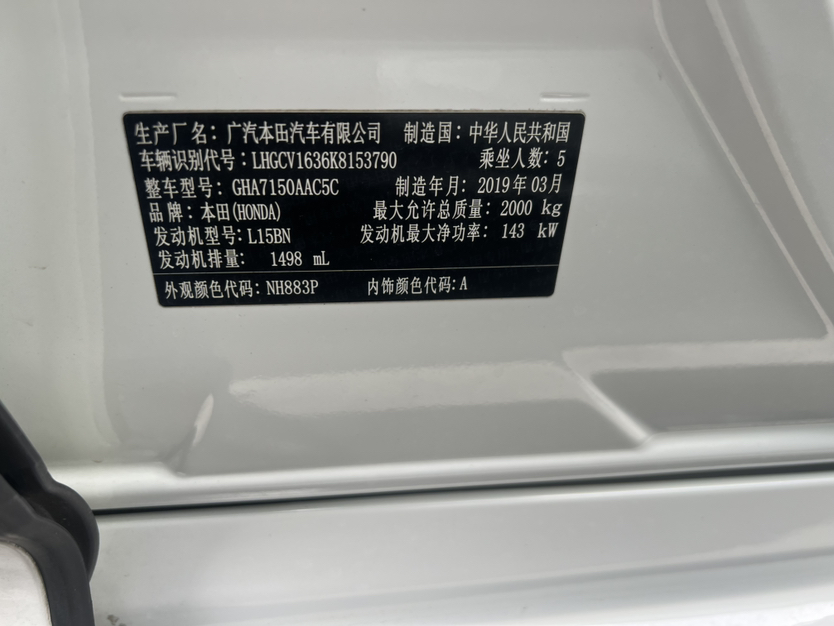 生产厂名：广汽本田汽车有限公司 制造国：中华人民共和国
车辆识别代号：LHGCV1636K8153790 乘坐人数：5
整车型号：GHA7150AAC5C 制造年月：2019年03月
品牌：本田(HONDA) 最大允许总质量：2000 kg
发动机型号：L15BN 发动机最大净功率：143 kW
发动机排量： 1498 mL
外观颜色代码：NH883P 内饰颜色代码：A